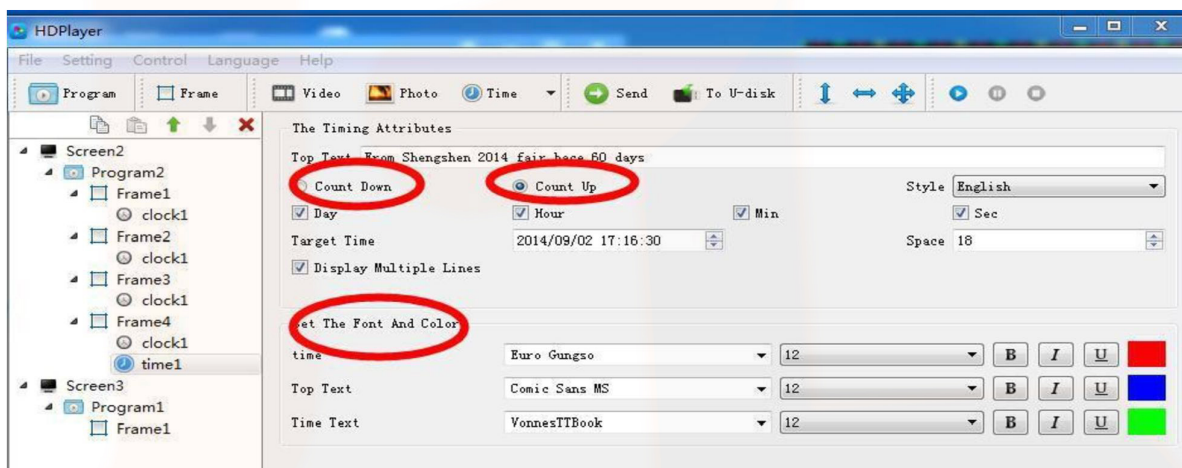 HDPlayer
File Setting Control Language Help
Program Frame Video Photo Time Send To U-disk
The Timing Attributes
Screen2
Top Text From Shengshen 2014 fair have 60 days
Program2
Count Down Count Up Style English
Frame1
Day Hour Min Sec
clock1
Frame2
Target Time 2014/09/02 17:16:30 Space 18
clock1
Display Multiple Lines
Frame3
clock1
Frame4
Set The Font And Color
clock1
time Euro Gungso 12 B I U
time1
Screen3
Top Text Comic Sans MS 12 B I U
Program1
Time Text VonnesTTBook 12 B I U
Frame1